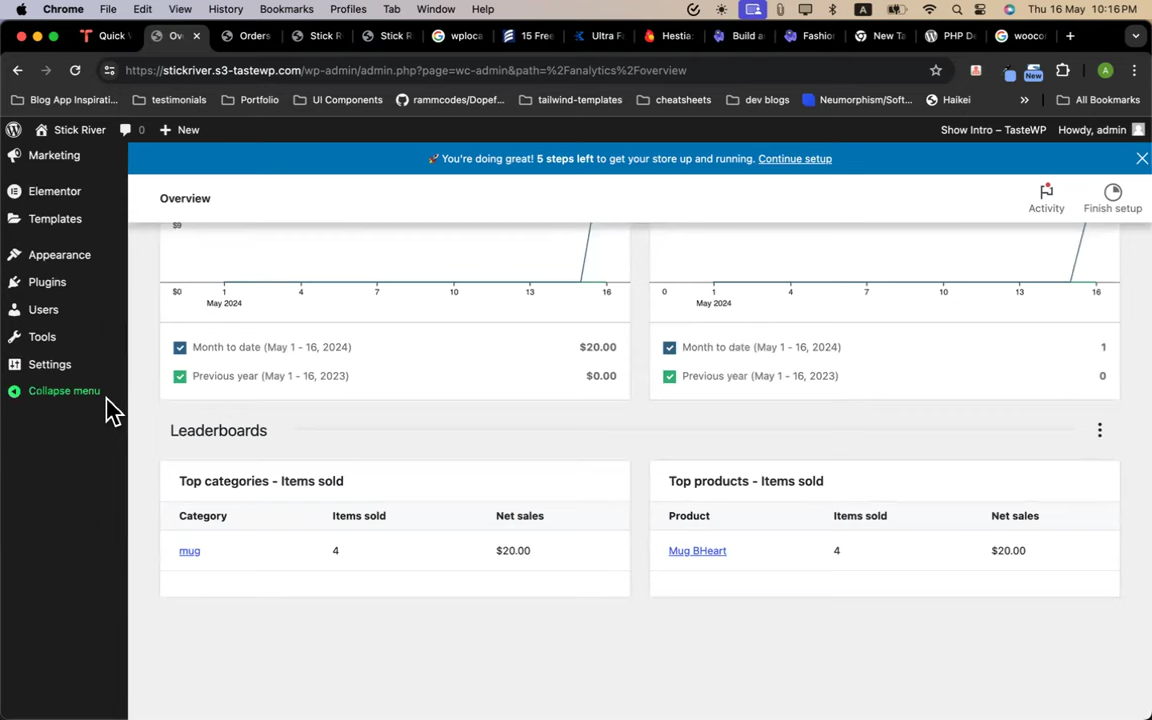 Chrome File Edit View History Bookmarks Profiles Tab Window Help A Thu 16 May 10:16 PM
Quick Ov Orders Stick R Stick R wploca 15 Free Ultra F Hestia: Build a Fashio New Ta PHP De woocor
https://stickriver.s3-tastewp.com/wp-admin/admin.php?page=wc-admin&path=%2Fanalytics%2Foverview New A
Blog App Inspirati... testimonials Portfolio UI Components rammcodes/Dopef... tailwind-templates cheatsheets dev blogs Neumorphism/Soft... Haikei » All Bookmarks
Stick River 0 New Show Intro – TasteWP Howdy, admin
Marketing
🚀 You're doing great! 5 steps left to get your store up and running. Continue setup
Elementor
Templates
Appearance
Plugins
Users
Tools
Settings
Collapse menu
Overview
Activity Finish setup
$9
$0 1 4 7 10 13 16
May 2024
0 1 4 7 10 13 16
May 2024
Month to date (May 1 - 16, 2024) $20.00
Previous year (May 1 - 16, 2023) $0.00
Month to date (May 1 - 16, 2024) 1
Previous year (May 1 - 16, 2023) 0
Leaderboards
Top categories - Items sold
Category Items sold Net sales
mug 4 $20.00
Top products - Items sold
Product Items sold Net sales
Mug BHeart 4 $20.00